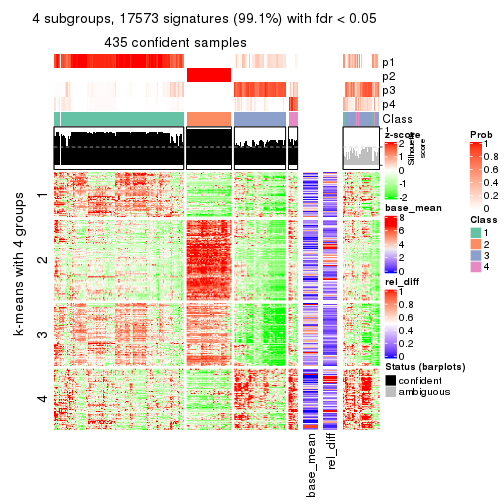 4 subgroups, 17573 signatures (99.1%) with fdr < 0.05
435 confident samples
p1
p2
p3
p4
Class
1
Silhouette
score
z-score
2
1
0
-1
-2
base_mean
8
6
4
2
0
rel_diff
1
0.8
0.6
0.4
0.2
0
Prob
1
0.8
0.6
0.4
0.2
0
Class
1
2
3
4
Status (barplots)
confident
ambiguous
k-means with 4 groups
1
2
3
4
base_mean
rel_diff